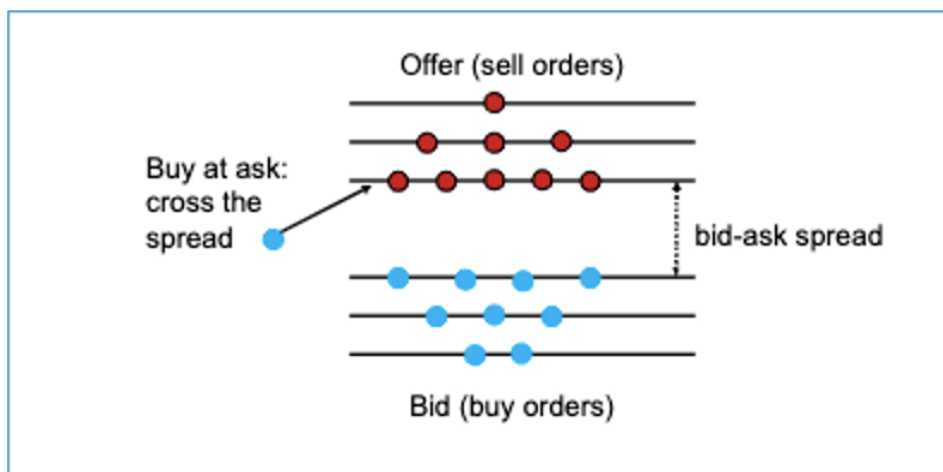 Offer (sell orders)
Buy at ask:
cross the
spread
bid-ask spread
Bid (buy orders)